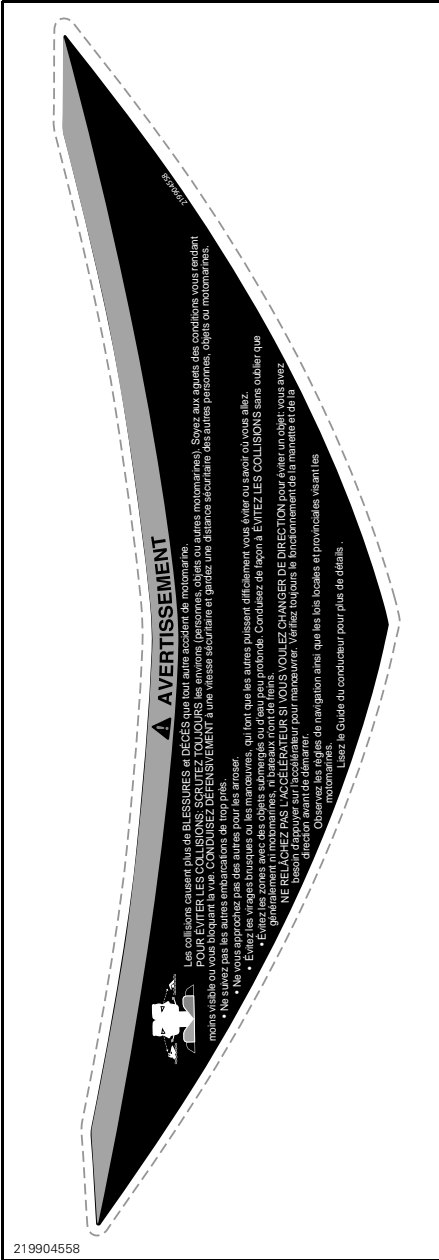 ⚠ AVERTISSEMENT
Les collisions causent plus de BLESSURES et DÉCÈS que tout autre accident de motomarine.
POUR ÉVITER LES COLLISIONS: SCRUTEZ TOUJOURS les environs (personnes, objets ou autres motomarines). Soyez aux aguets des conditions vous rendant
moins visible ou vous bloquant la vue. CONDUISEZ DÉFENSIVEMENT à une vitesse sécuritaire et gardez une distance sécuritaire des autres personnes, objets ou motomarines.
• Ne suivez pas les autres embarcations de trop près.
• Ne vous approchez pas des autres pour les arroser.
• Évitez les virages brusques ou les manœuvres, qui font que les autres puissent difficilement vous éviter ou savoir où vous allez.
• Évitez les zones avec des objets submergés ou d'eau peu profonde. Conduisez de façon à ÉVITEZ LES COLLISIONS sans oublier que
généralement ni motomarines, ni bateaux n'ont de freins.
NE RELÂCHEZ PAS L'ACCÉLÉRATEUR SI VOUS VOULEZ CHANGER DE DIRECTION pour éviter un objet: vous avez
besoin d'appuyer sur l'accélérateur pour manœuvrer. Vérifiez toujours le fonctionnement de la manette et de la
direction avant de démarrer.
Observez les règles de navigation ainsi que les lois locales et provinciales visant les
motomarines.
Lisez le Guide du conducteur pour plus de détails .
219904558
219904558